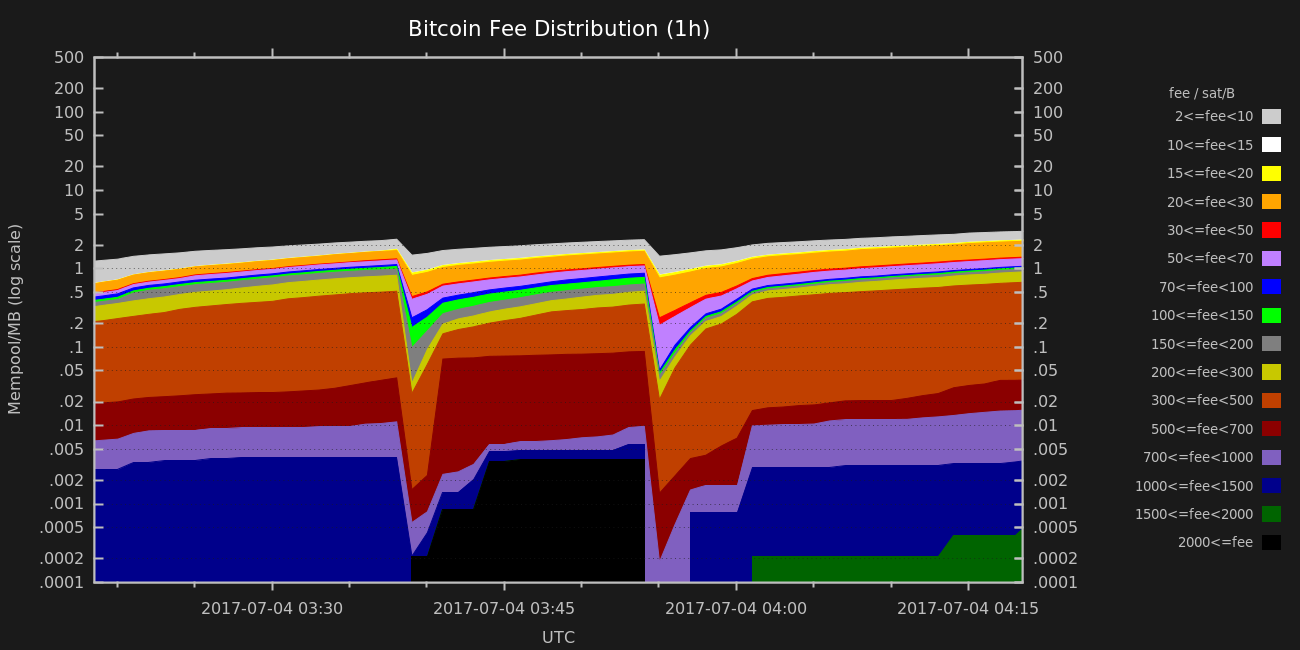 Bitcoin Fee Distribution (1h)
500
200
100
50
20
10
5
2
1
.5
.2
.1
.05
.02
.01
.005
.002
.001
.0005
.0002
.0001
Mempool/MB (log scale)
500
200
100
50
20
10
5
2
1
.5
.2
.1
.05
.02
.01
.005
.002
.001
.0005
.0002
.0001
2017-07-04 03:30
2017-07-04 03:45
2017-07-04 04:00
2017-07-04 04:15
UTC
fee / sat/B
2<=fee<10
10<=fee<15
15<=fee<20
20<=fee<30
30<=fee<50
50<=fee<70
70<=fee<100
100<=fee<150
150<=fee<200
200<=fee<300
300<=fee<500
500<=fee<700
700<=fee<1000
1000<=fee<1500
1500<=fee<2000
2000<=fee